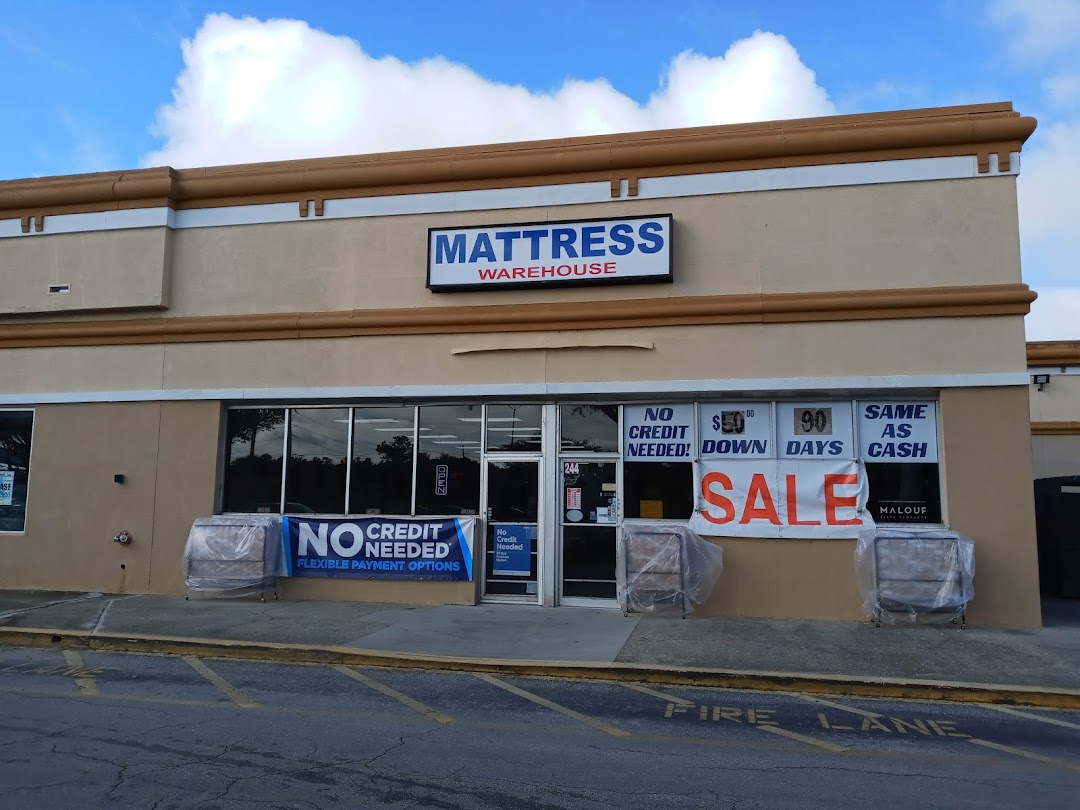 MATTRESS
WAREHOUSE
NO
CREDIT
NEEDED!
$50.00
DOWN
90
DAYS
SAME
AS
CASH
SALE
MALOUF
OPEN
244
NO CREDIT
NEEDED
FLEXIBLE PAYMENT OPTIONS
No
Credit
Needed
FIRE LANE